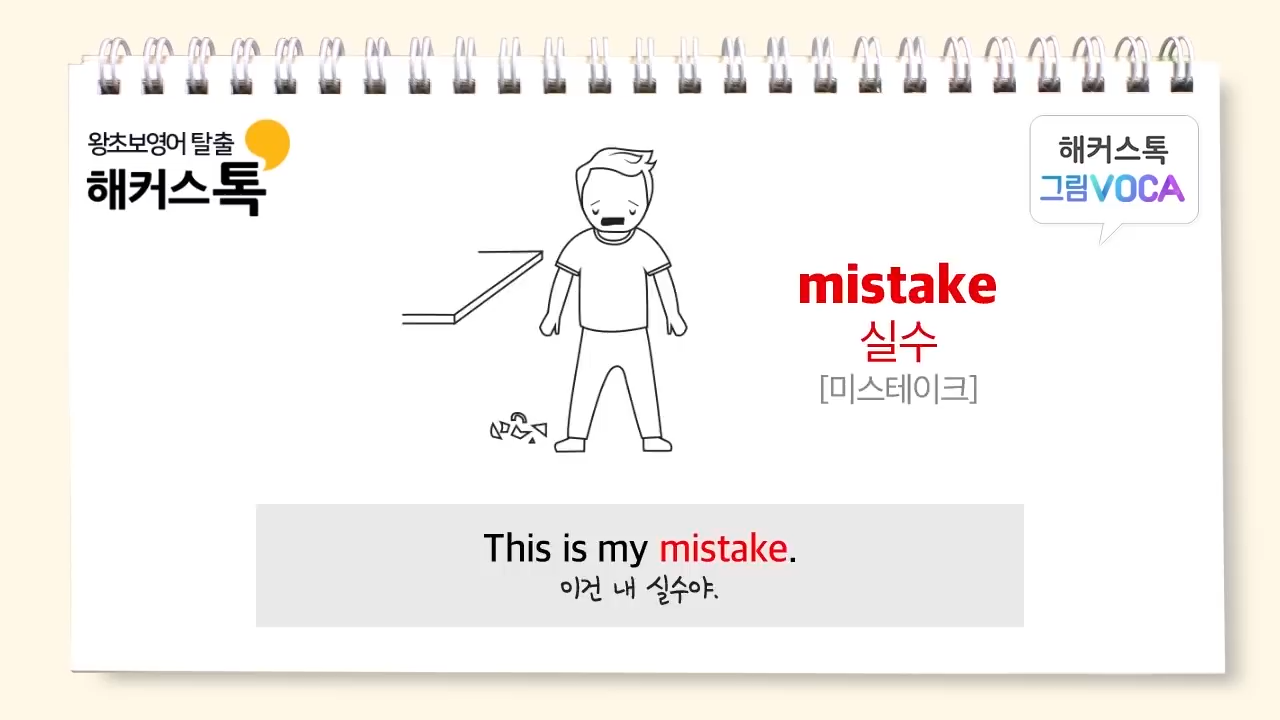 왕초보영어 탈출
해커스톡
해커스톡
그림VOCA
mistake
실수
[미스테이크]
This is my mistake.
이건 내 실수야.